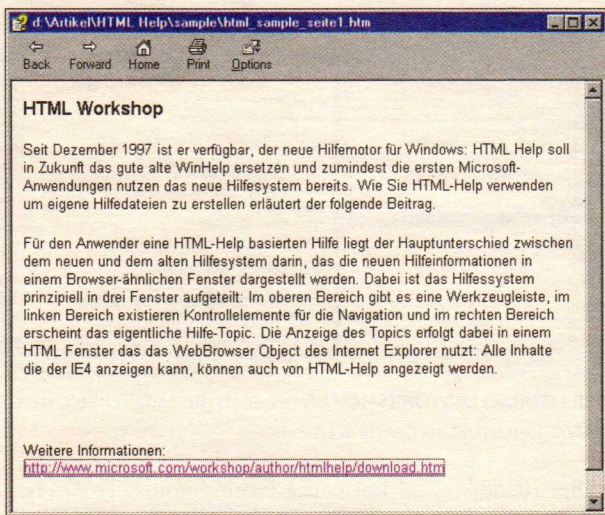 d:\Artikel\HTML Help\sample\html_sample_seite1_htm
Back Forward Home Print Options
HTML Workshop
Seit Dezember 1997 ist er verfügbar, der neue Hilfemotor für Windows: HTML Help soll
in Zukunft das gute alte WinHelp ersetzen und zumindest die ersten Microsoft-
Anwendungen nutzen das neue Hilfesystem bereits. Wie Sie HTML-Help verwenden
um eigene Hilfedateien zu erstellen erläutert der folgende Beitrag.
Für den Anwender eine HTML-Help basierten Hilfe liegt der Hauptunterschied zwischen
dem neuen und dem alten Hilfesystem darin, das die neuen Hilfeinformationen in
einem Browser-ähnlichen Fenster dargestellt werden. Dabei ist das Hilfessystem
prinzipiell in drei Fenster aufgeteilt: Im oberen Bereich gibt es eine Werkzeugleiste, im
linken Bereich existieren Kontrollelemente für die Navigation und im rechten Bereich
erscheint das eigentliche Hilfe-Topic. Die Anzeige des Topics erfolgt dabei in einem
HTML Fenster das das WebBrowser Object des Internet Explorer nutzt: Alle Inhalte
die der IE4 anzeigen kann, können auch von HTML-Help angezeigt werden.
Weitere Informationen:
http://www.microsoft.com/workshop/author/htmlhelp/download.htm